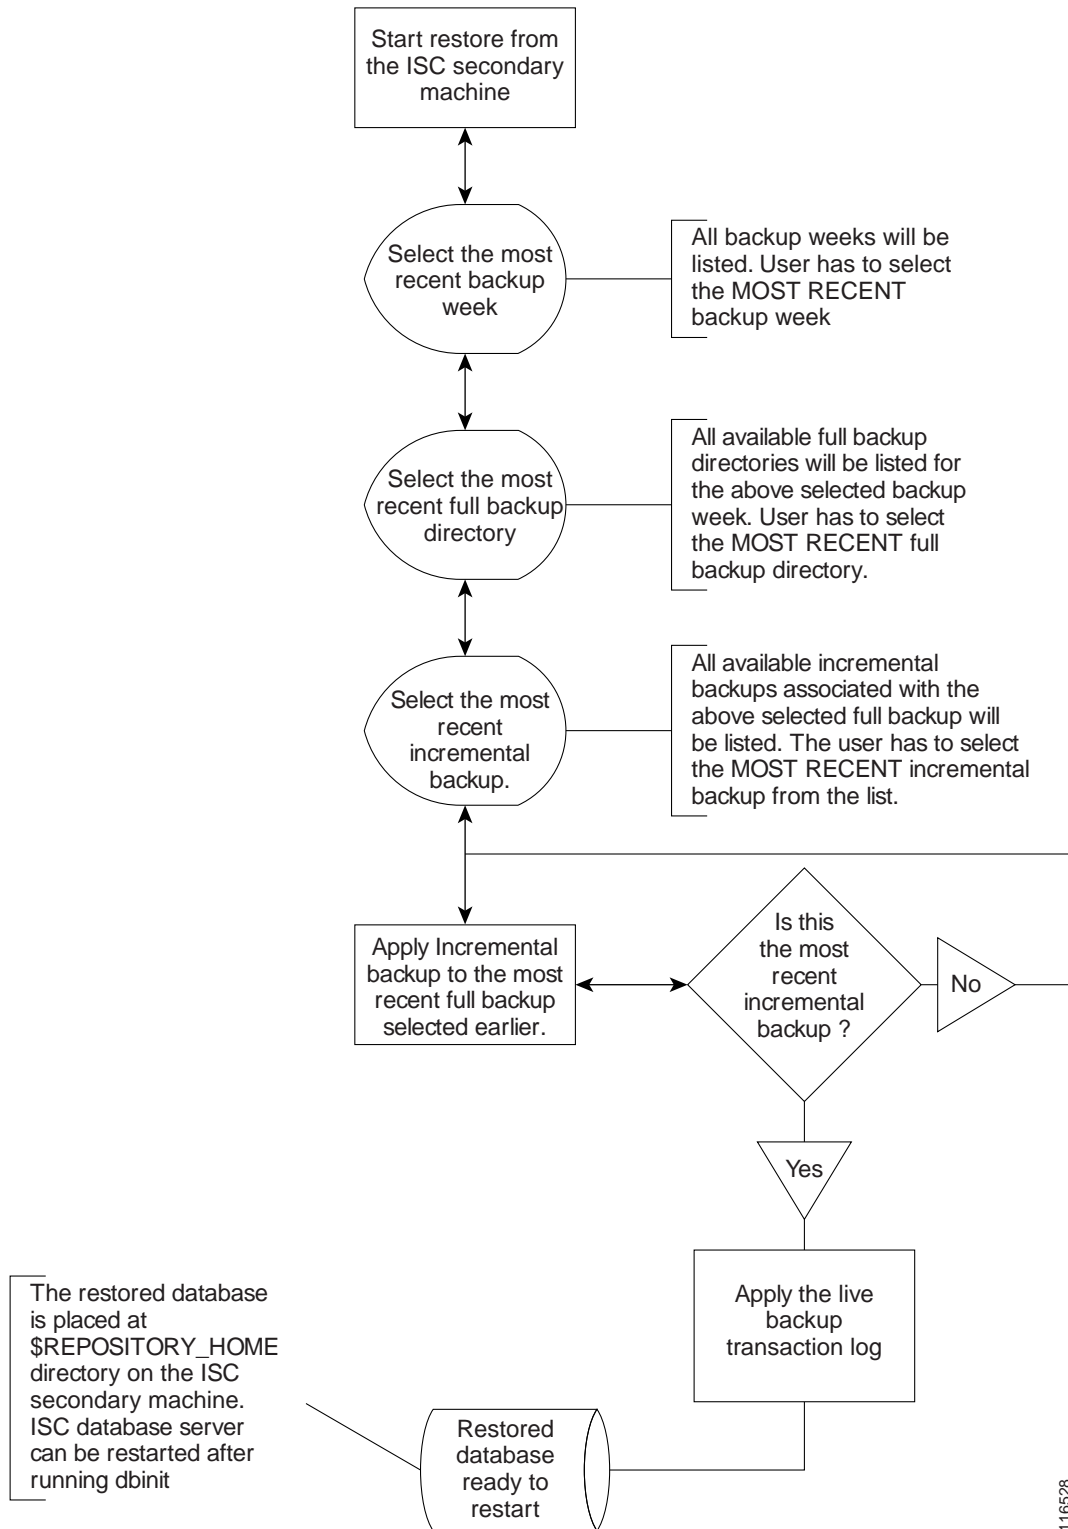 Start restore from
the ISC secondary
machine
Select the most
recent backup
week
All backup weeks will be
listed. User has to select
the MOST RECENT
backup week
Select the most
recent full backup
directory
All available full backup
directories will be listed for
the above selected backup
week. User has to select
the MOST RECENT full
backup directory.
Select the most
recent
incremental
backup.
All available incremental
backups associated with the
above selected full backup will
be listed. The user has to select
the MOST RECENT incremental
backup from the list.
Apply Incremental
backup to the most
recent full backup
selected earlier.
Is this
the most
recent
incremental
backup ?
No
Yes
Apply the live
backup
transaction log
The restored database
is placed at
$REPOSITORY_HOME
directory on the ISC
secondary machine.
ISC database server
can be restarted after
running dbinit
Restored
database
ready to
restart
116528